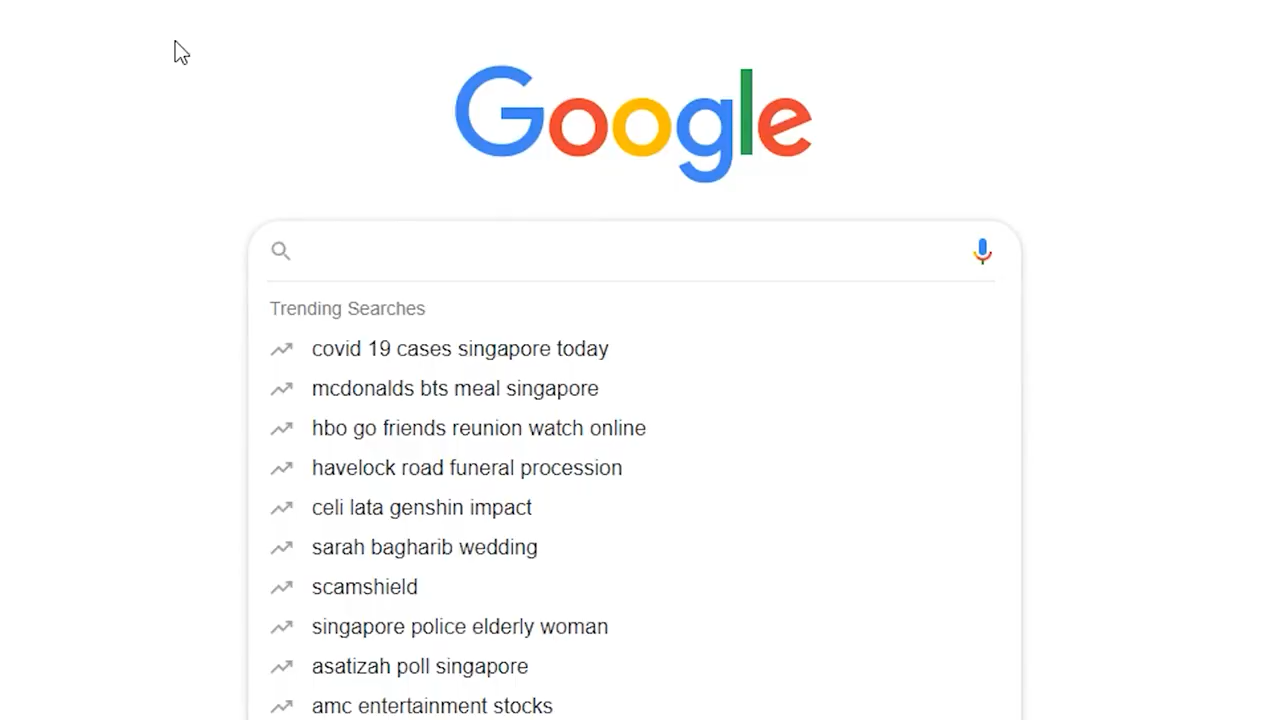 Google
Trending Searches
covid 19 cases singapore today
mcdonalds bts meal singapore
hbo go friends reunion watch online
havelock road funeral procession
celi lata genshin impact
sarah bagharib wedding
scamshield
singapore police elderly woman
asatizah poll singapore
amc entertainment stocks